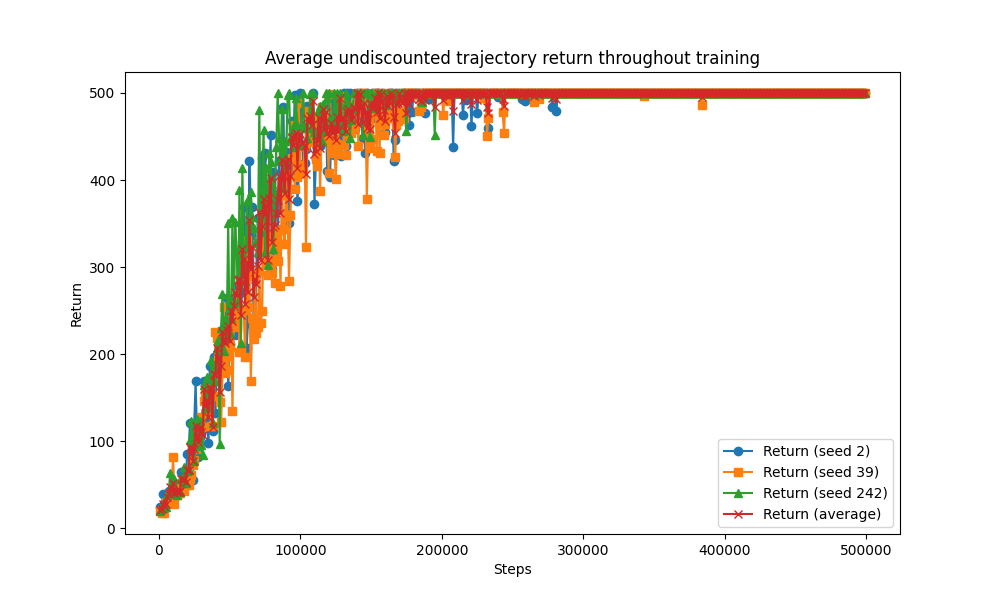 Average undiscounted trajectory return throughout training
Return
500
400
300
200
100
0
Return (seed 2)
Return (seed 39)
Return (seed 242)
Return (average)
0 100000 200000 300000 400000 500000
Steps